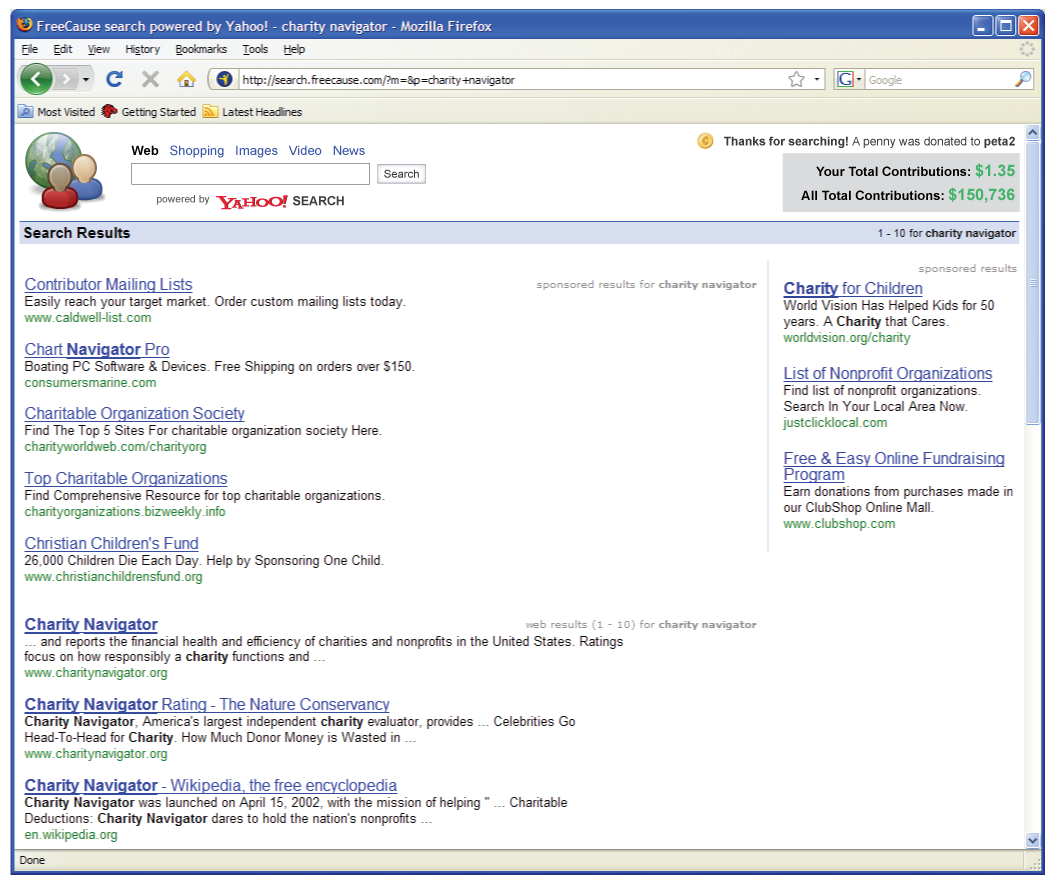 FreeCause search powered by Yahoo! - charity navigator - Mozilla Firefox
File Edit View History Bookmarks Tools Help
http://search.freecause.com/?m=&p=charity+navigator
G Google
Most Visited Getting Started Latest Headlines
Thanks for searching! A penny was donated to peta2
Web Shopping Images Video News
Your Total Contributions: $1.35
Search
All Total Contributions: $150,736
powered by YAHOO! SEARCH
Search Results
1 - 10 for charity navigator
Contributor Mailing Lists
sponsored results for charity navigator
Easily reach your target market. Order custom mailing lists today.
www.caldwell-list.com
Chart Navigator Pro
Boating PC Software & Devices. Free Shipping on orders over $150.
consumersmarine.com
Charitable Organization Society
Find The Top 5 Sites For charitable organization society Here.
charityworldweb.com/charityorg
Top Charitable Organizations
Find Comprehensive Resource for top charitable organizations.
charityorganizations.bizweekly.info
Christian Children's Fund
26,000 Children Die Each Day. Help by Sponsoring One Child.
www.christianchildrensfund.org
sponsored results
Charity for Children
World Vision Has Helped Kids for 50
years. A Charity that Cares.
worldvision.org/charity
List of Nonprofit Organizations
Find list of nonprofit organizations.
Search In Your Local Area Now.
justclicklocal.com
Free & Easy Online Fundraising
Program
Earn donations from purchases made in
our ClubShop Online Mall.
www.clubshop.com
Charity Navigator
web results (1 - 10) for charity navigator
... and reports the financial health and efficiency of charities and nonprofits in the United States. Ratings
focus on how responsibly a charity functions and ...
www.charitynavigator.org
Charity Navigator Rating - The Nature Conservancy
Charity Navigator, America's largest independent charity evaluator, provides ... Celebrities Go
Head-To-Head for Charity. How Much Donor Money is Wasted in ...
www.charitynavigator.org
Charity Navigator - Wikipedia, the free encyclopedia
Charity Navigator was launched on April 15, 2002, with the mission of helping " ... Charitable
Deductions: Charity Navigator dares to hold the nation's nonprofits ...
en.wikipedia.org
Done